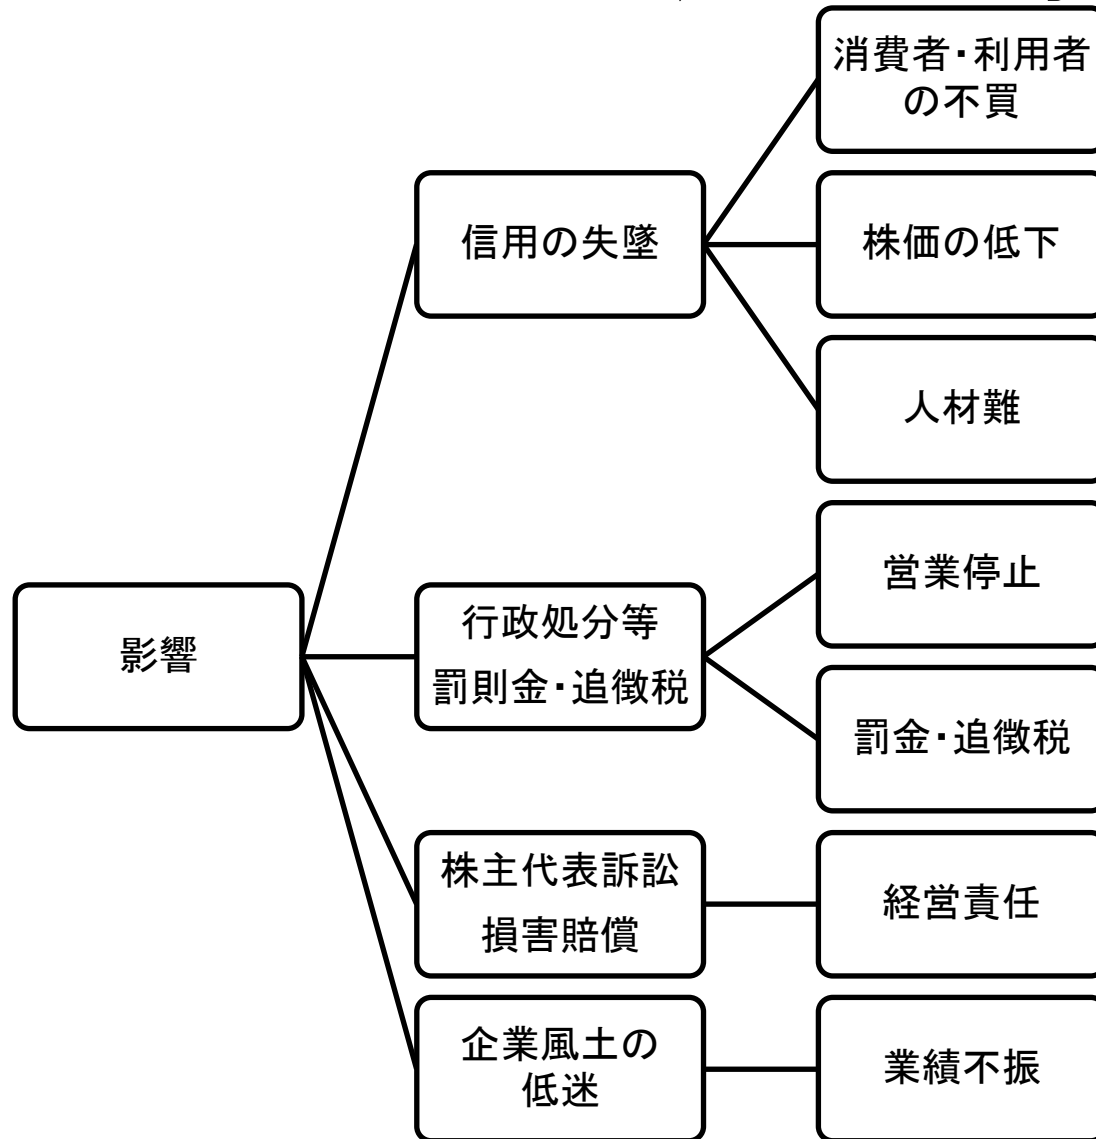 影響
信用の失墜
消費者・利用者
の不買
株価の低下
人材難
行政処分等
罰則金・追徴税
営業停止
罰金・追徴税
株主代表訴訟
損害賠償
経営責任
企業風土の
低迷
業績不振